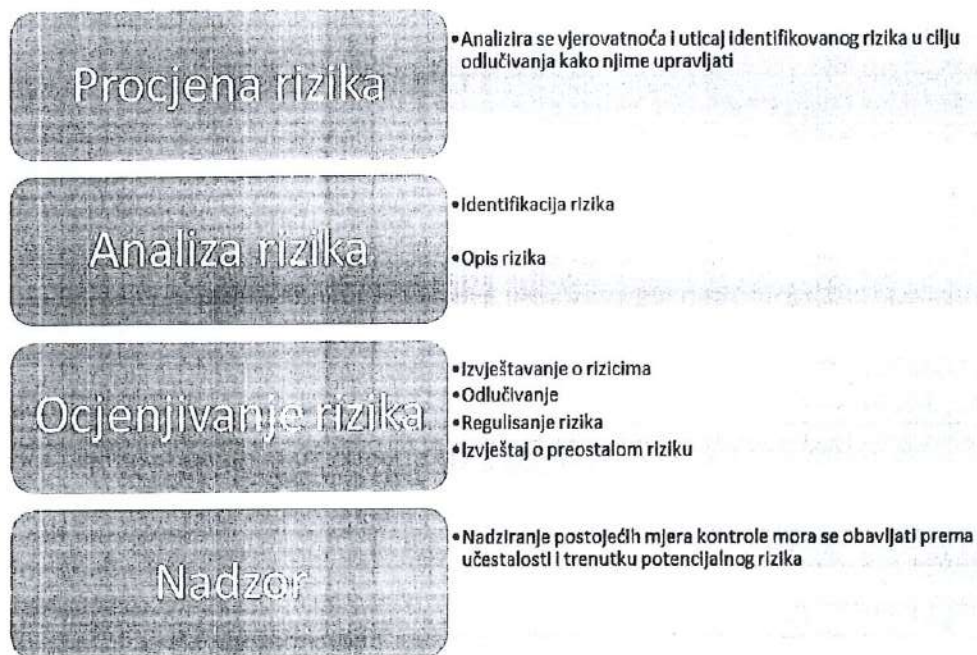 Procjena rizika
•Analizira se vjerovatnoća i uticaj identifikovanog rizika u cilju
odlučivanja kako njime upravljati
Analiza rizika
•Identifikacija rizika
•Opis rizika
Ocjenjivanje rizika
•Izvještavanje o rizicima
•Odlučivanje
•Regulisanje rizika
•Izvještaj o preostalom riziku
Nadzor
•Nadziranje postojećih mjera kontrole mora se obavljati prema
učestalosti i trenutku potencijalnog rizika